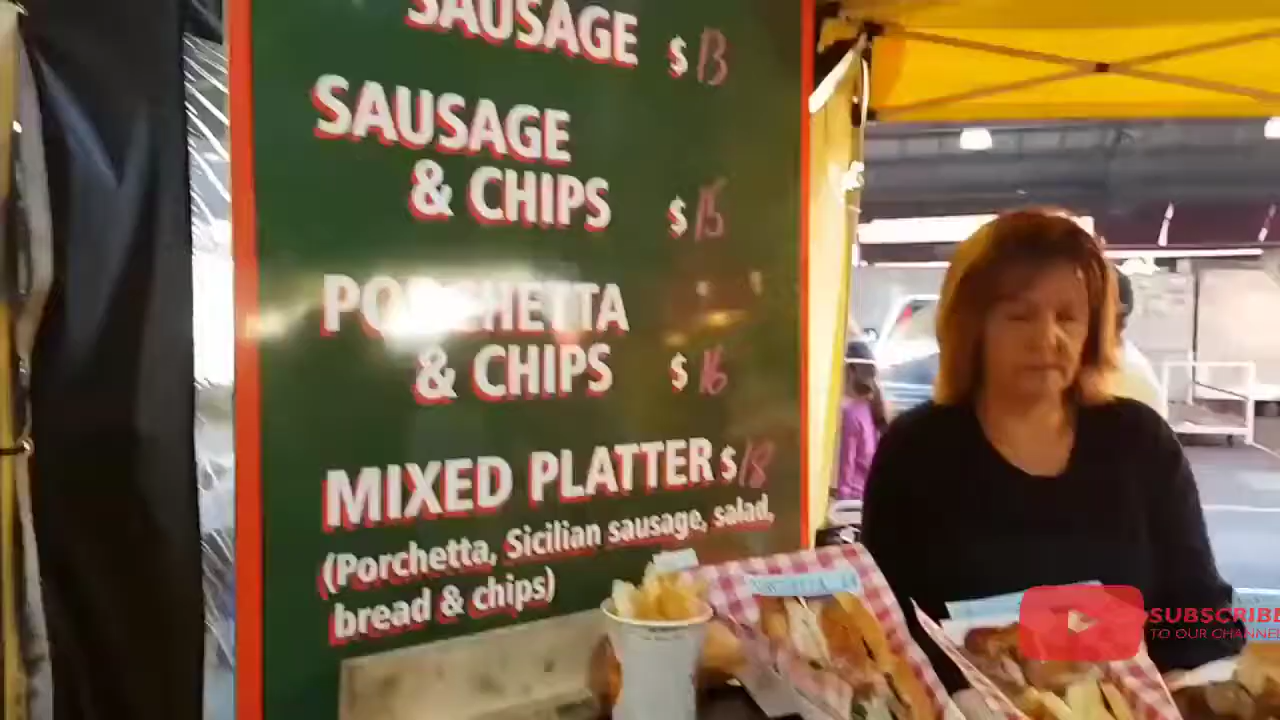 SAUSAGE $13
SAUSAGE
& CHIPS $15
PORCHETTA
& CHIPS $16
MIXED PLATTER $18
(Porchetta, Sicilian sausage, salad,
bread & chips)
SUBSCRIBE
TO OUR CHANNEL